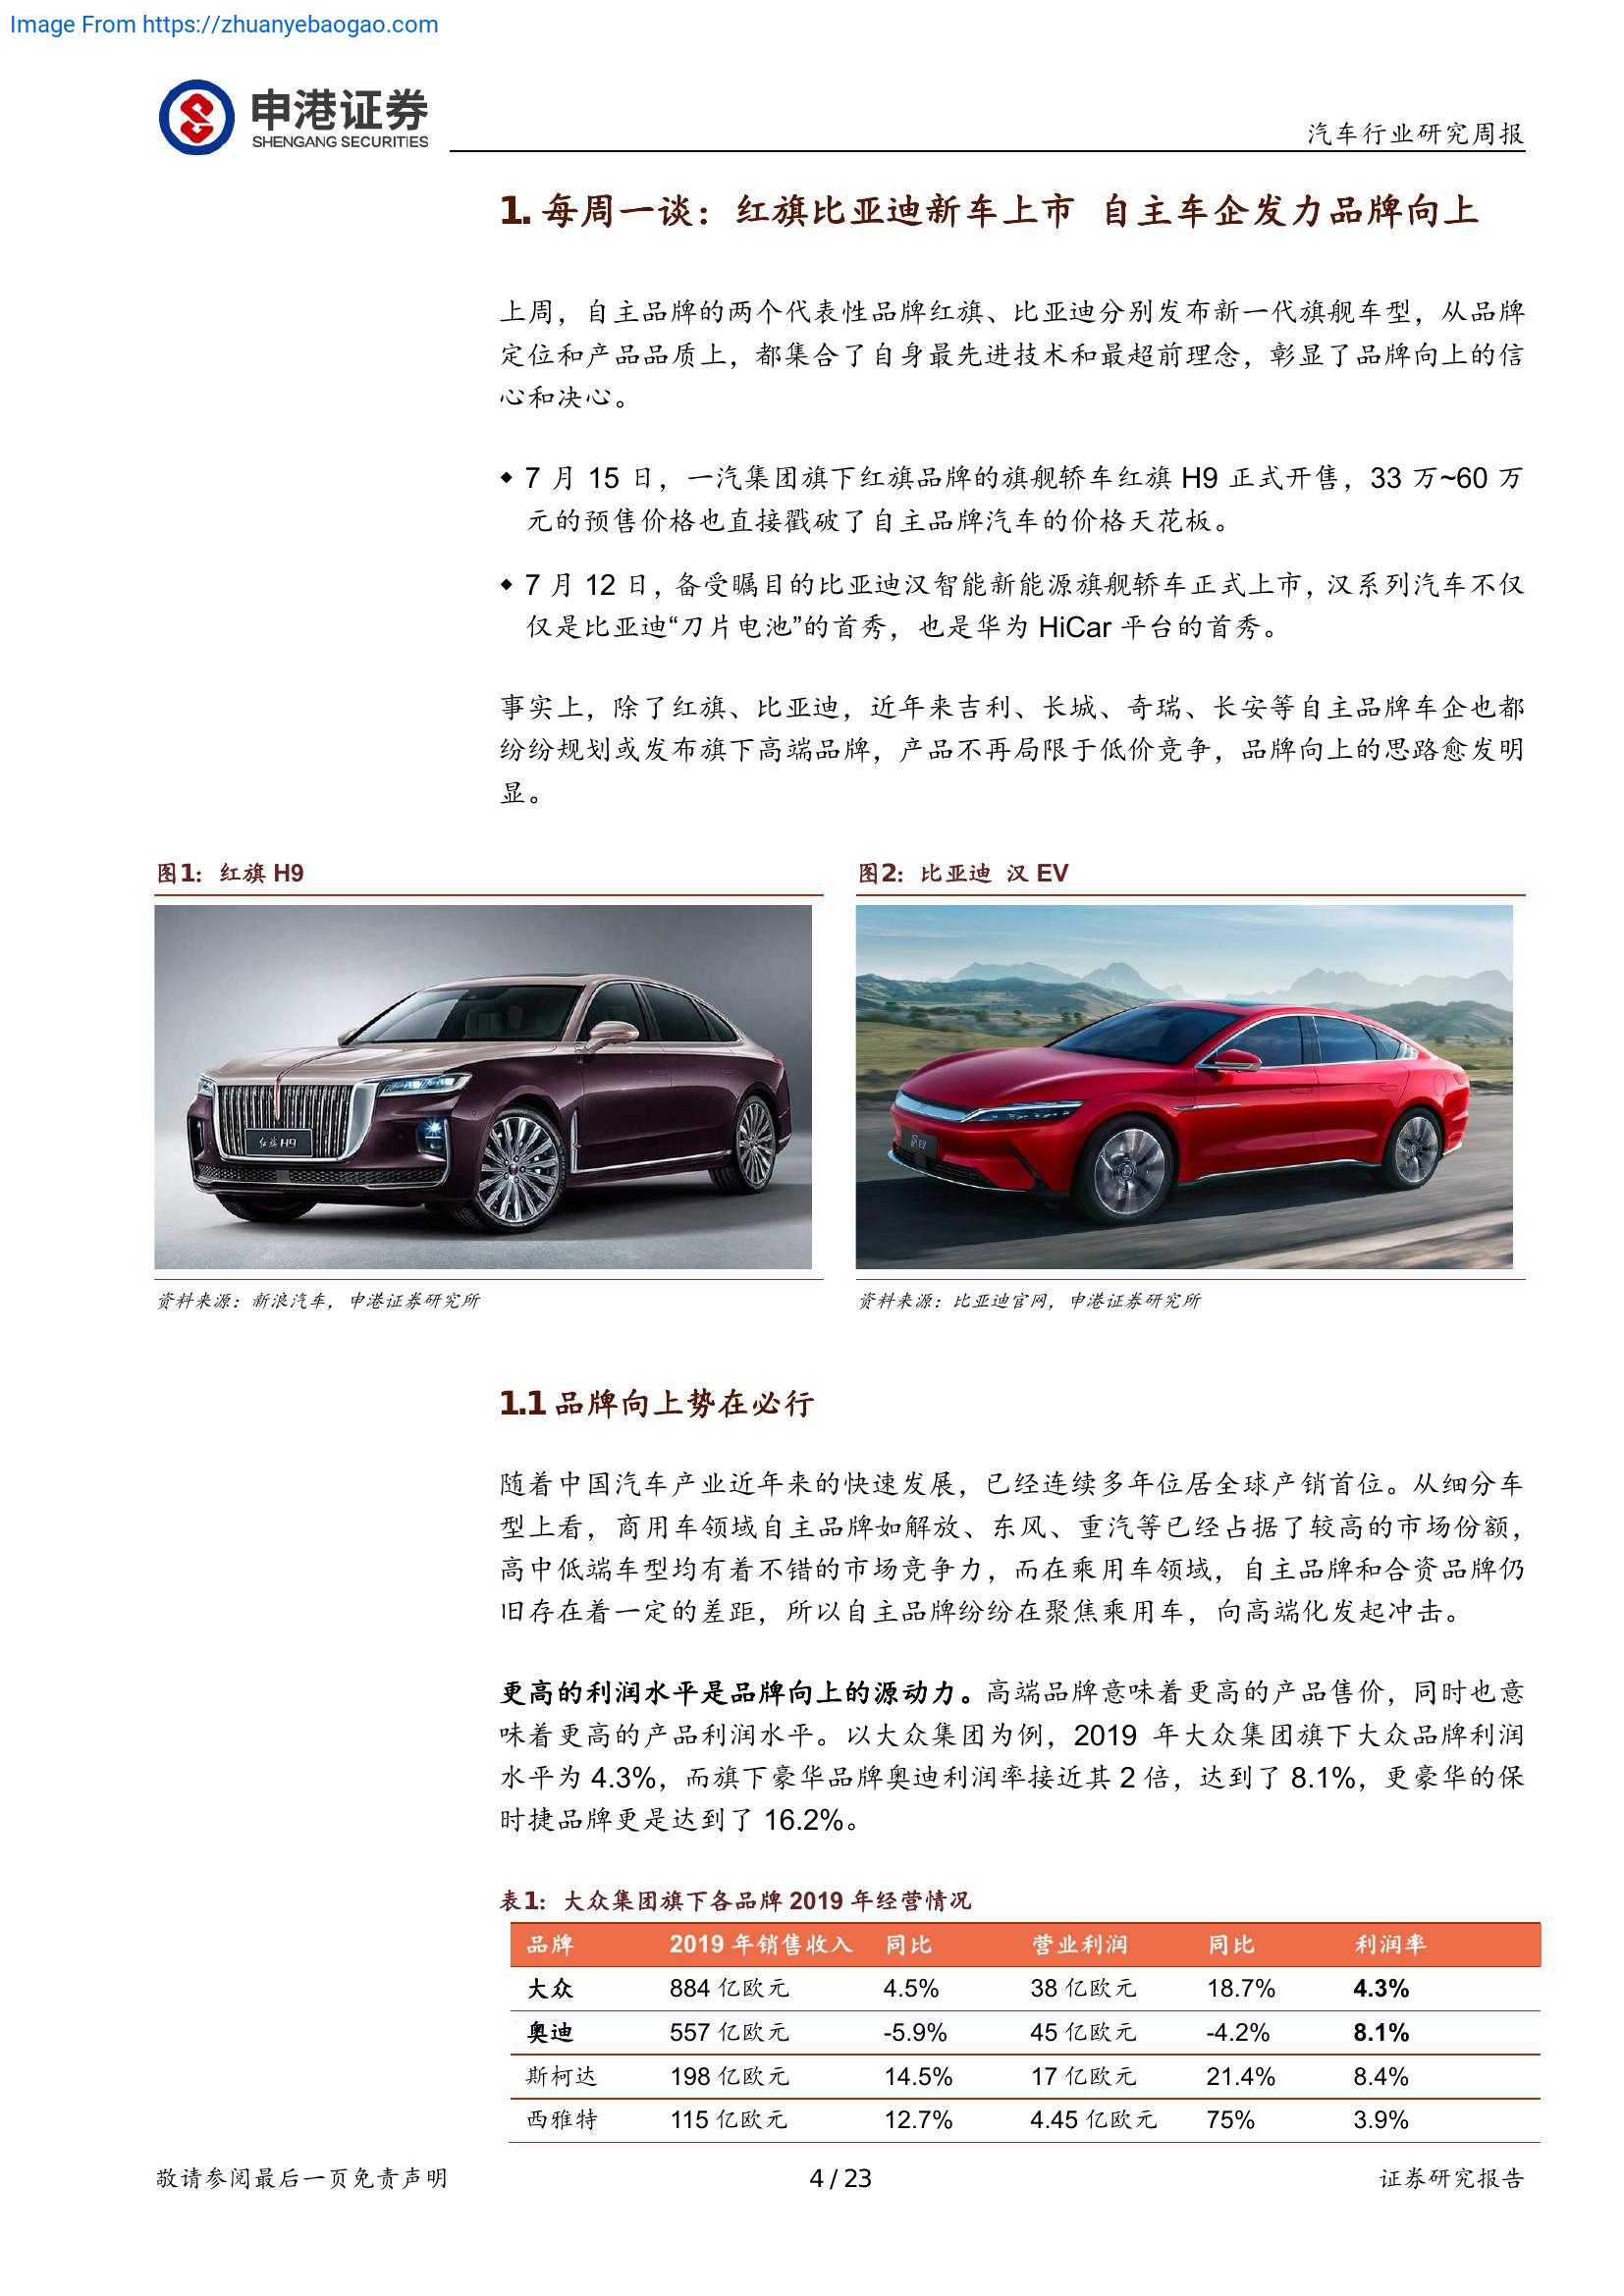 Image From https://zhuanyebaogao.com
申港证券
SHENGANG SECURITIES
汽车行业研究周报
1. 每周一谈：红旗比亚迪新车上市 自主车企发力品牌向上
上周，自主品牌的两个代表性品牌红旗、比亚迪分别发布新一代旗舰车型，从品牌
定位和产品品质上，都集合了自身最先进技术和最超前理念，彰显了品牌向上的信
心和决心。
◆ 7 月 15 日，一汽集团旗下红旗品牌的旗舰轿车红旗 H9 正式开售，33 万~60 万
元的预售价格也直接戳破了自主品牌汽车的价格天花板。
◆ 7 月 12 日，备受瞩目的比亚迪汉智能新能源旗舰轿车正式上市，汉系列汽车不仅
仅是比亚迪“刀片电池”的首秀，也是华为 HiCar 平台的首秀。
事实上，除了红旗、比亚迪，近年来吉利、长城、奇瑞、长安等自主品牌车企也都
纷纷规划或发布旗下高端品牌，产品不再局限于低价竞争，品牌向上的思路愈发明
显。
图1：红旗 H9
图2：比亚迪 汉 EV
红旗 H9
汉 EV
资料来源：新浪汽车，申港证券研究所
资料来源：比亚迪官网，申港证券研究所
1.1 品牌向上势在必行
随着中国汽车产业近年来的快速发展，已经连续多年位居全球产销首位。从细分车
型上看，商用车领域自主品牌如解放、东风、重汽等已经占据了较高的市场份额，
高中低端车型均有着不错的市场竞争力，而在乘用车领域，自主品牌和合资品牌仍
旧存在着一定的差距，所以自主品牌纷纷在聚焦乘用车，向高端化发起冲击。
更高的利润水平是品牌向上的源动力。高端品牌意味着更高的产品售价，同时也意
味着更高的产品利润水平。以大众集团为例，2019 年大众集团旗下大众品牌利润
水平为 4.3%，而旗下豪华品牌奥迪利润率接近其 2 倍，达到了 8.1%，更豪华的保
时捷品牌更是达到了 16.2%。
表1：大众集团旗下各品牌 2019 年经营情况
品牌 2019 年销售收入 同比 营业利润 同比 利润率
大众 884 亿欧元 4.5% 38 亿欧元 18.7% 4.3%
奥迪 557 亿欧元 -5.9% 45 亿欧元 -4.2% 8.1%
斯柯达 198 亿欧元 14.5% 17 亿欧元 21.4% 8.4%
西雅特 115 亿欧元 12.7% 4.45 亿欧元 75% 3.9%
敬请参阅最后一页免责声明
4 / 23
证券研究报告